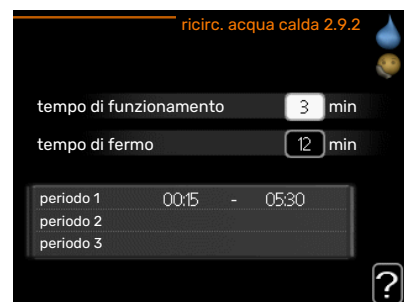 ricirc. acqua calda 2.9.2
tempo di funzionamento 3 min
tempo di fermo 12 min
periodo 1 00:15 - 05:30
periodo 2
periodo 3
?